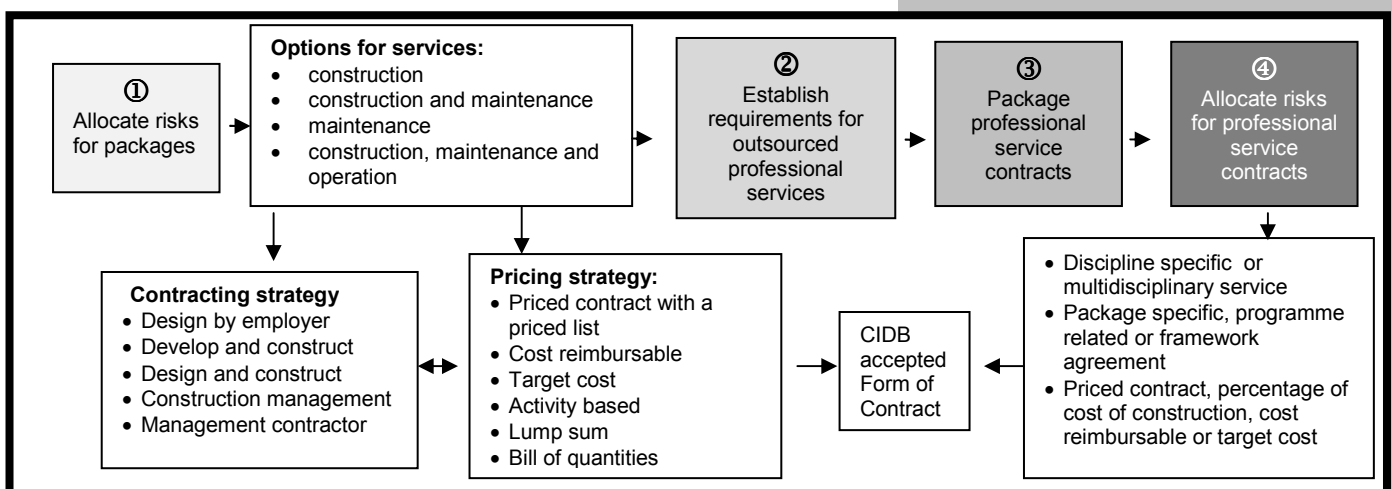 ①
Allocate risks
for packages
Options for services:
• construction
• construction and maintenance
• maintenance
• construction, maintenance and
operation
②
Establish
requirements for
outsourced
professional
services
③
Package
professional
service
contracts
④
Allocate risks
for professional
service
contracts
Contracting strategy
• Design by employer
• Develop and construct
• Design and construct
• Construction management
• Management contractor
Pricing strategy:
• Priced contract with a
priced list
• Cost reimbursable
• Target cost
• Activity based
• Lump sum
• Bill of quantities
CIDB
accepted
Form of
Contract
• Discipline specific or
multidisciplinary service
• Package specific, programme
related or framework
agreement
• Priced contract, percentage of
cost of construction, cost
reimbursable or target cost